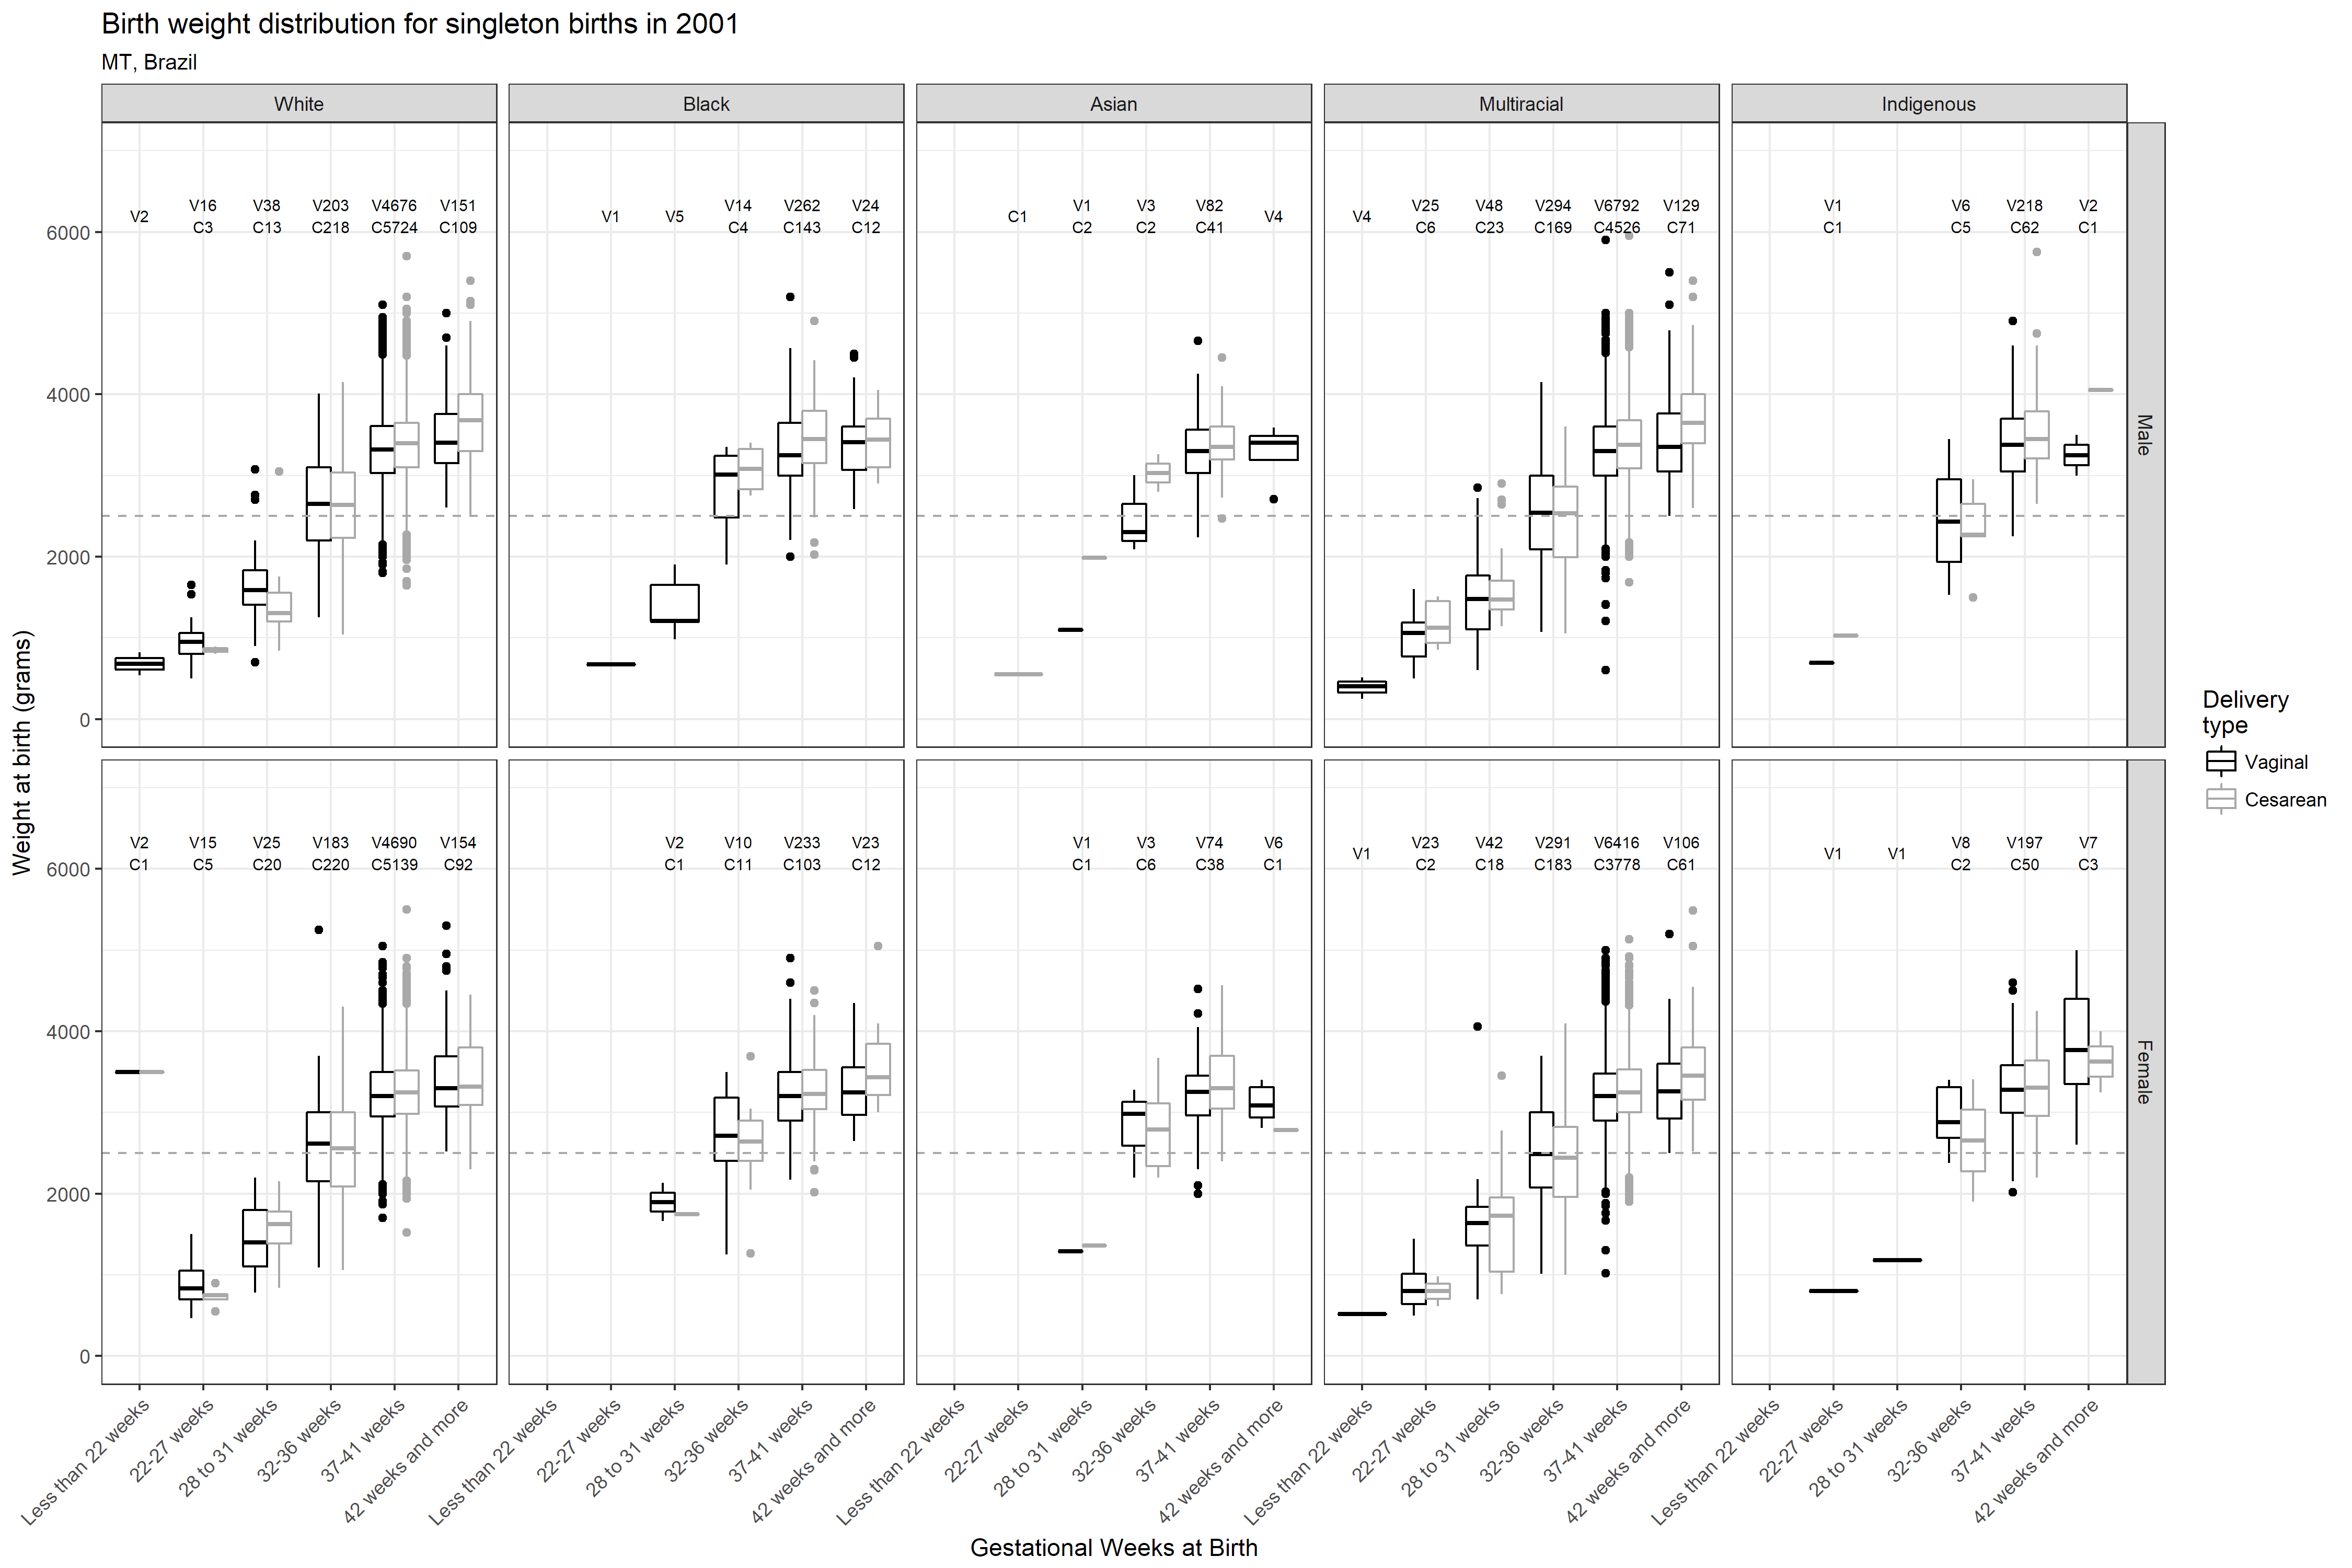 Birth weight distribution for singleton births in 2001
MT, Brazil
White Black Asian Multiracial Indigenous
V2 V16 V38 V203 V4676 V151
C3 C13 C218 C5724 C109
V1 V5 V14 V262 V24
C4 C143 C12
C1 V1 V3 V82 V4
C2 C2 C41
V4 V25 V48 V294 V6792 V129
C6 C23 C169 C4526 C71
V1 V6 V218 V2
C1 C5 C62 C1
6000
4000
2000
0
Male
V2 V15 V25 V183 V4690 V154
C1 C5 C20 C220 C5139 C92
V2 V10 V233 V23
C1 C11 C103 C12
V1 V3 V74 V6
C1 C6 C38 C1
V1 V23 V42 V291 V6416 V106
C2 C18 C183 C3778 C61
V1 V1 V8 V197 V7
C2 C50 C3
6000
4000
2000
0
Female
Weight at birth (grams)
Less than 22 weeks
22-27 weeks
28 to 31 weeks
32-36 weeks
37-41 weeks
42 weeks and more
Less than 22 weeks
22-27 weeks
28 to 31 weeks
32-36 weeks
37-41 weeks
42 weeks and more
Less than 22 weeks
22-27 weeks
28 to 31 weeks
32-36 weeks
37-41 weeks
42 weeks and more
Less than 22 weeks
22-27 weeks
28 to 31 weeks
32-36 weeks
37-41 weeks
42 weeks and more
Less than 22 weeks
22-27 weeks
28 to 31 weeks
32-36 weeks
37-41 weeks
42 weeks and more
Gestational Weeks at Birth
Delivery
type
Vaginal
Cesarean